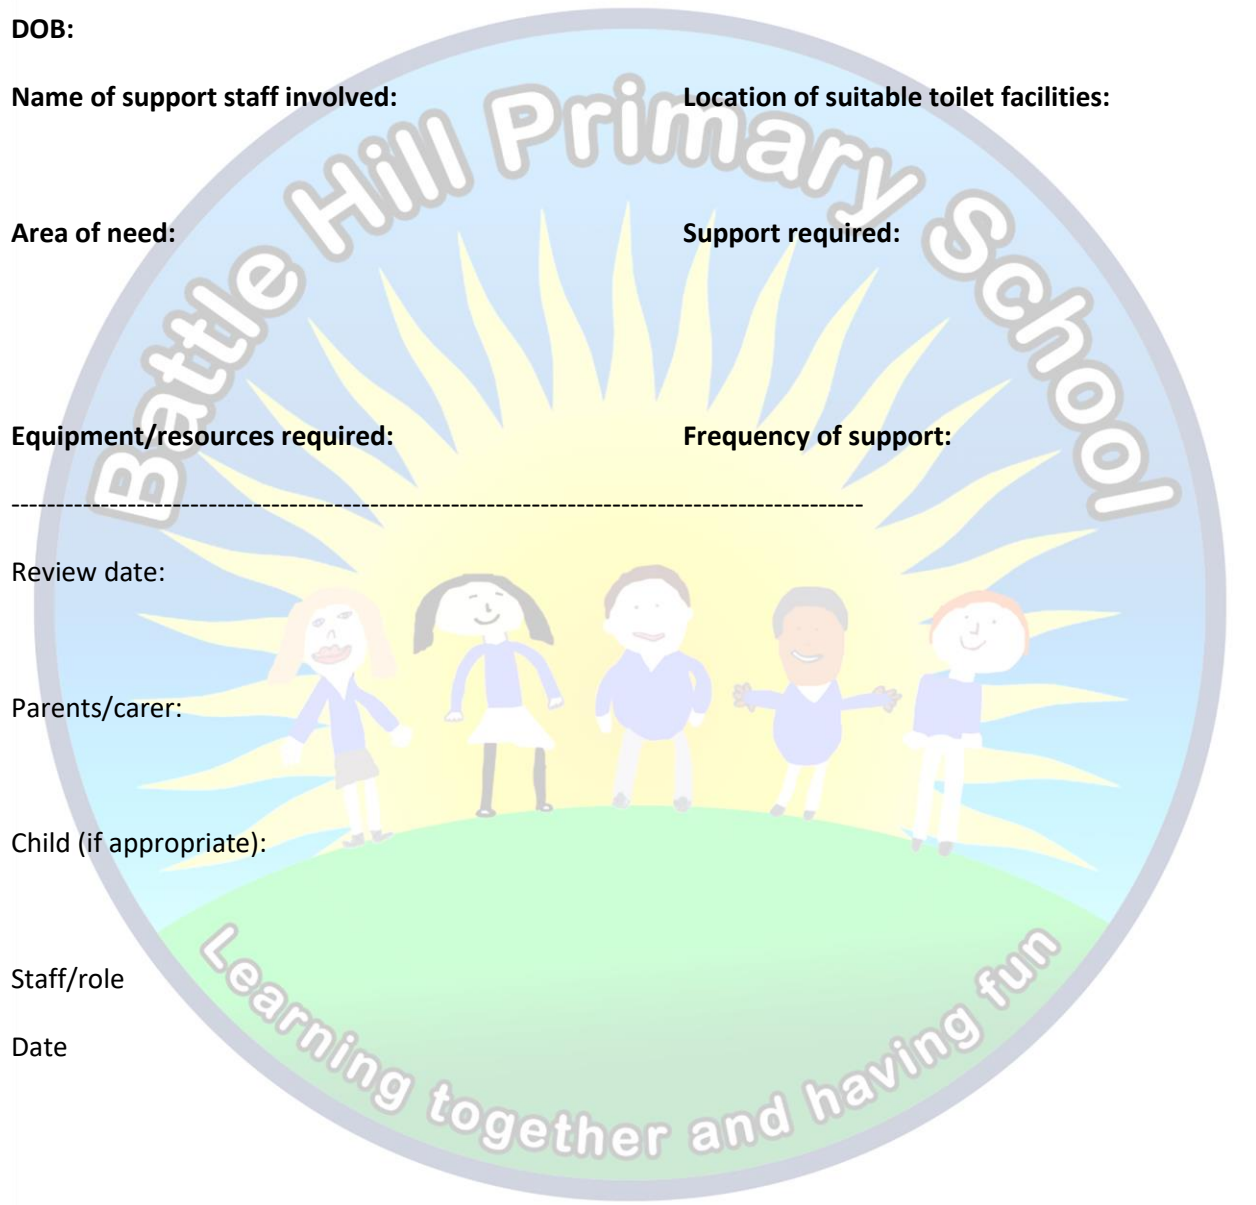 DOB:
Name of support staff involved: Location of suitable toilet facilities:
Area of need: Support required:
Equipment/resources required: Frequency of support:
-----------------------------------------------------------------------------------------------
Review date:
Parents/carer:
Child (if appropriate):
Staff/role
Date
Battle Hill Primary School
Learning together and having fun